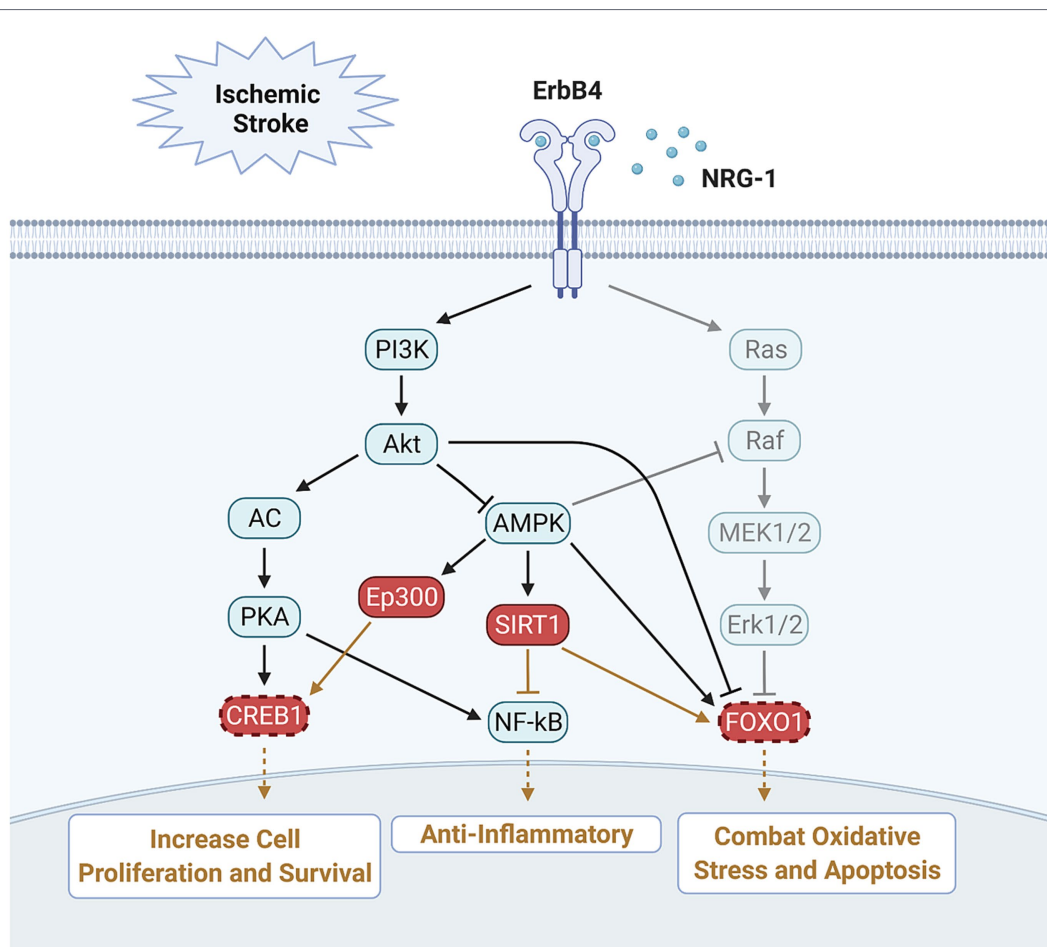 Ischemic
Stroke
ErbB4
NRG-1
PI3K
Ras
Akt
Raf
AC
AMPK
MEK1/2
Ep300
PKA
SIRT1
Erk1/2
CREB1
NF-kB
FOXO1
Increase Cell
Proliferation and Survival
Anti-Inflammatory
Combat Oxidative
Stress and Apoptosis